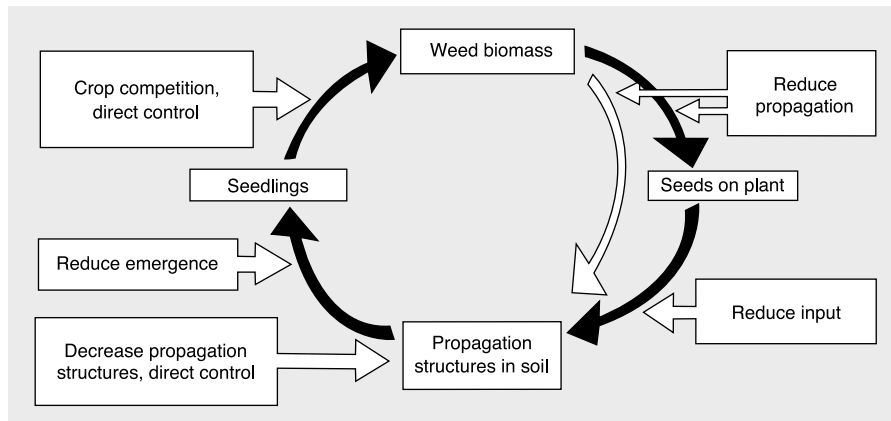 Weed biomass
Crop competition,
direct control
Reduce
propagation
Seedlings
Seeds on plant
Reduce emergence
Reduce input
Decrease propagation
structures, direct control
Propagation
structures in soil